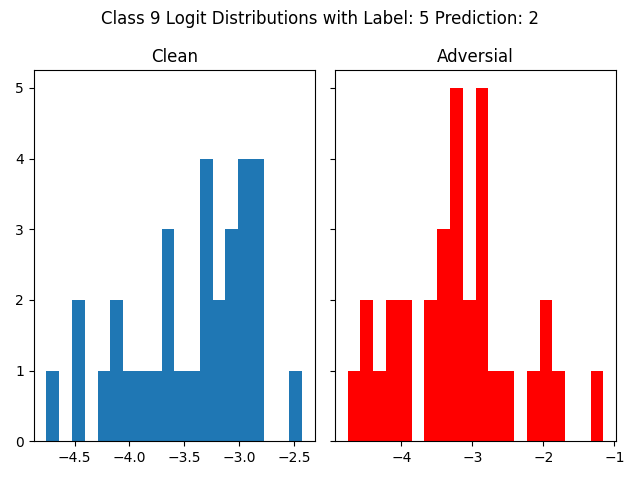 Class 9 Logit Distributions with Label: 5 Prediction: 2
Clean
Adversial
5
4
3
2
1
0
−4.5 −4.0 −3.5 −3.0 −2.5
−4 −3 −2 −1